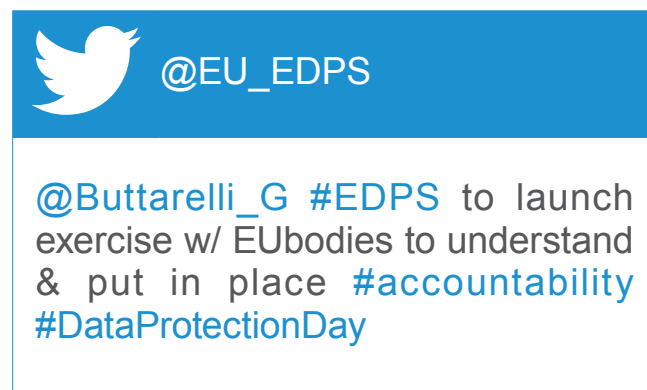 @EU_EDPS
@Buttarelli_G #EDPS to launch
exercise w/ EUbodies to understand
& put in place #accountability
#DataProtectionDay